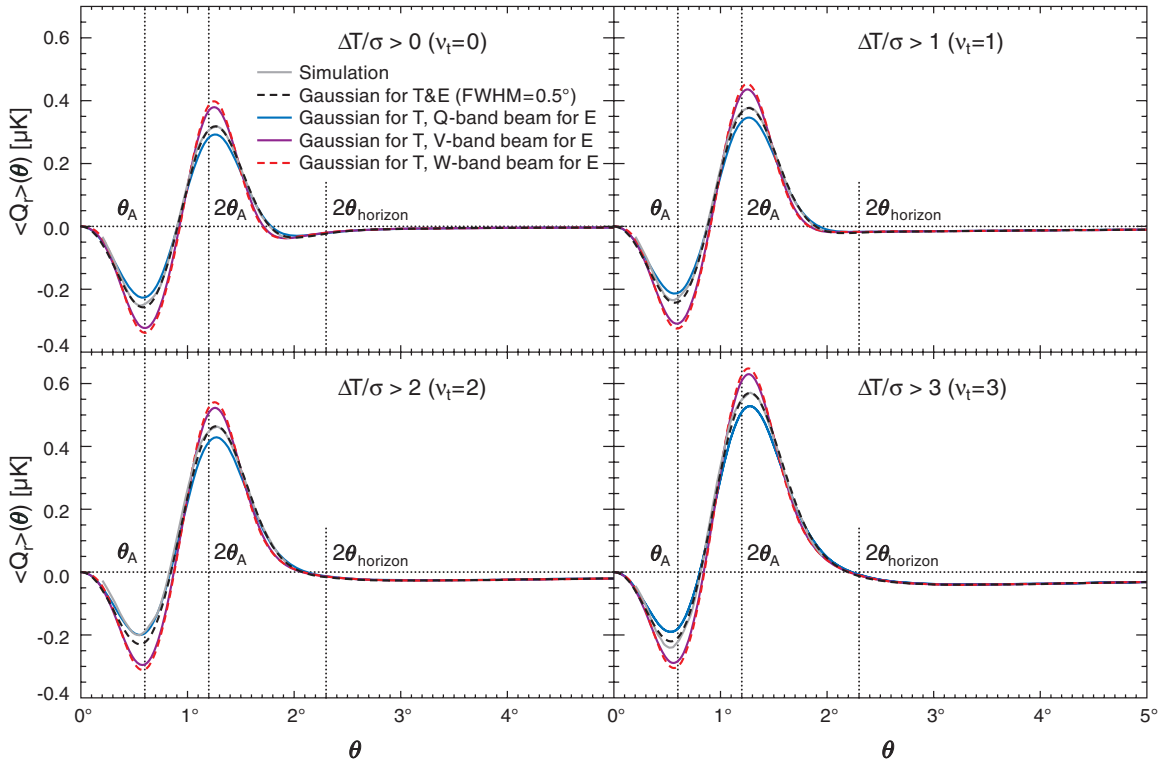 ΔT/σ > 0 (ν_t=0)
Simulation
Gaussian for T&E (FWHM=0.5°)
Gaussian for T, Q-band beam for E
Gaussian for T, V-band beam for E
Gaussian for T, W-band beam for E
θ_A
2θ_A
2θ_horizon
<Q_r>(θ) [μK]
0.6
0.4
0.2
0.0
-0.2
-0.4
ΔT/σ > 1 (ν_t=1)
θ_A
2θ_A
2θ_horizon
ΔT/σ > 2 (ν_t=2)
θ_A
2θ_A
2θ_horizon
<Q_r>(θ) [μK]
0.6
0.4
0.2
0.0
-0.2
-0.4
0° 1° 2° 3° 4°
θ
ΔT/σ > 3 (ν_t=3)
θ_A
2θ_A
2θ_horizon
0° 1° 2° 3° 4° 5°
θ